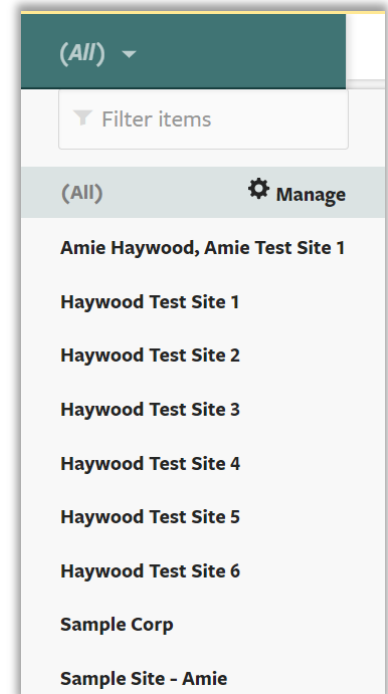 (All)
Filter items
(All) Manage
Amie Haywood, Amie Test Site 1
Haywood Test Site 1
Haywood Test Site 2
Haywood Test Site 3
Haywood Test Site 4
Haywood Test Site 5
Haywood Test Site 6
Sample Corp
Sample Site - Amie